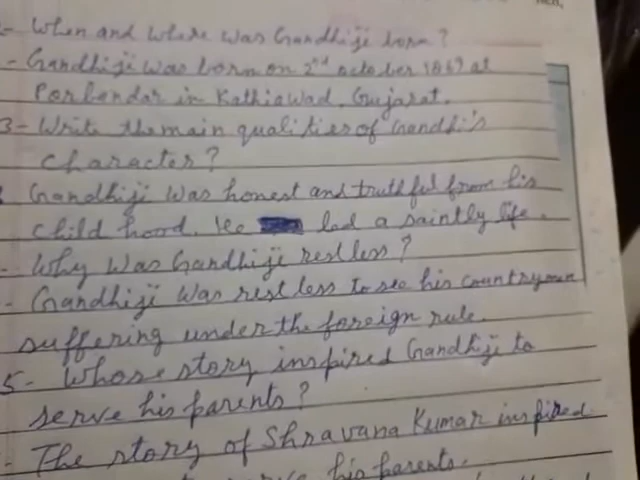 - When and where was Gandhiji born?
- Gandhiji was born on 2nd october 1869 at
Porbandar in Kathiawad, Gujarat.
3- Write the main qualities of Gandhi's
character?
Gandhiji was honest and truthful from his
child hood. He led a saintly life.
- Why was Gandhiji restless?
- Gandhiji was restless to see his countrymen
suffering under the foreign rule.
5- Whose story inspired Gandhiji to
serve his parents?
- The story of Shravana Kumar inspired
his parents.